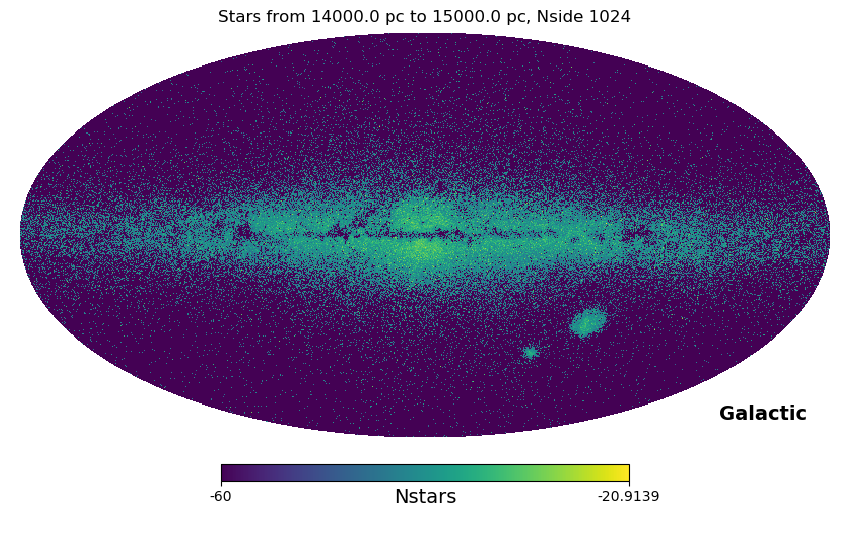 Stars from 14000.0 pc to 15000.0 pc, Nside 1024
Galactic
-60
Nstars
-20.9139